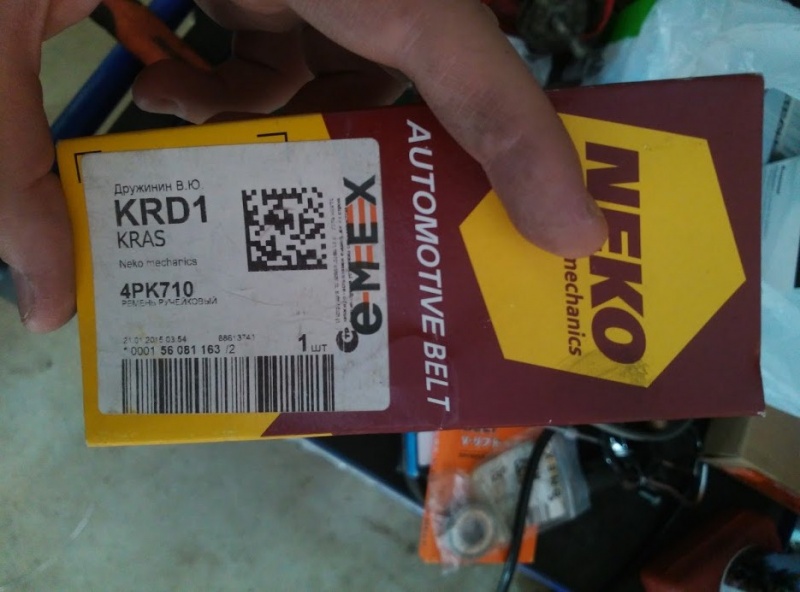 Дружинин В.Ю.
KRD1
KRAS
Neko mechanics
4PK710
РЕМЕНЬ РУЧЕЙКОВЫЙ
21.01.2015 03:54
1 шт
* 0001 56 081 163 /2
e-MEX
AUTOMOTIVE BELT
NEKO
mechanics